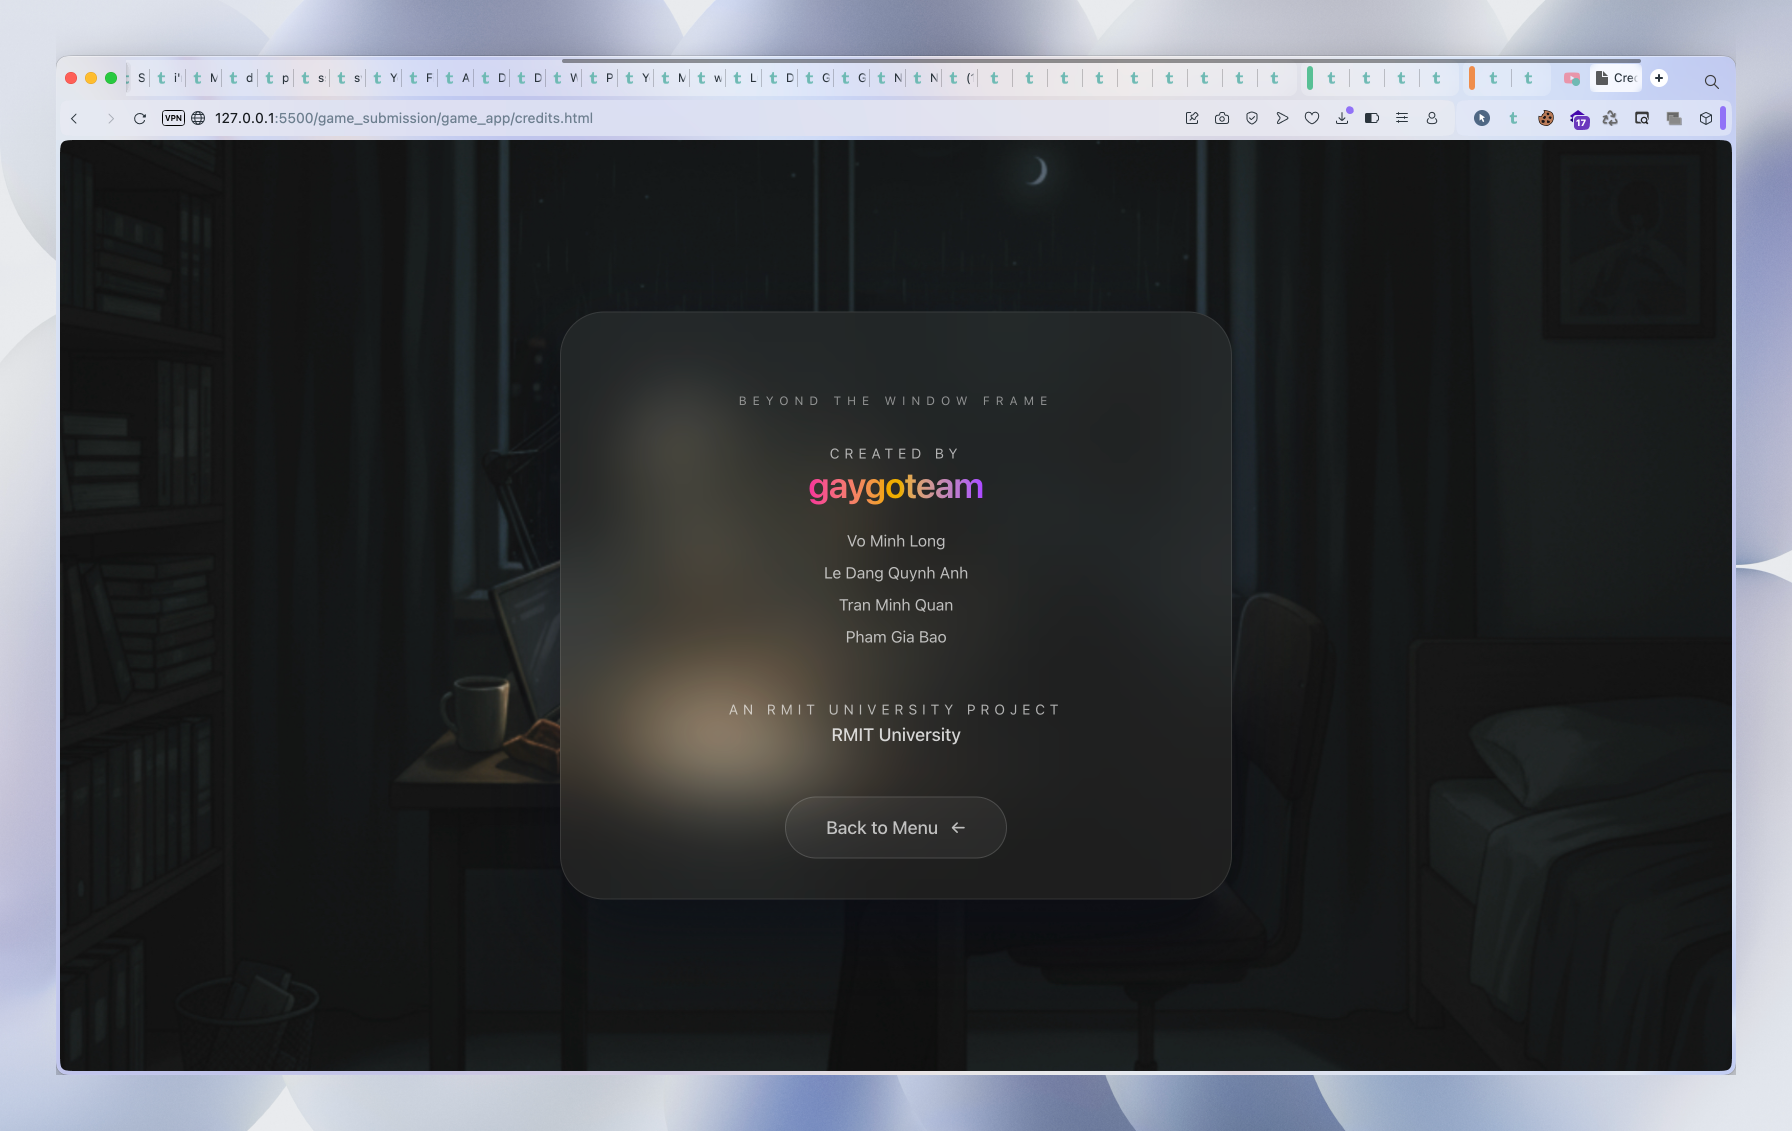 S i' M d p s s Y F A D D W P Y M w L D G G N N (' Cre
VPN 127.0.0.1:5500/game_submission/game_app/credits.html 17
BEYOND THE WINDOW FRAME
CREATED BY
gaygoteam
Vo Minh Long
Le Dang Quynh Anh
Tran Minh Quan
Pham Gia Bao
AN RMIT UNIVERSITY PROJECT
RMIT University
Back to Menu ←